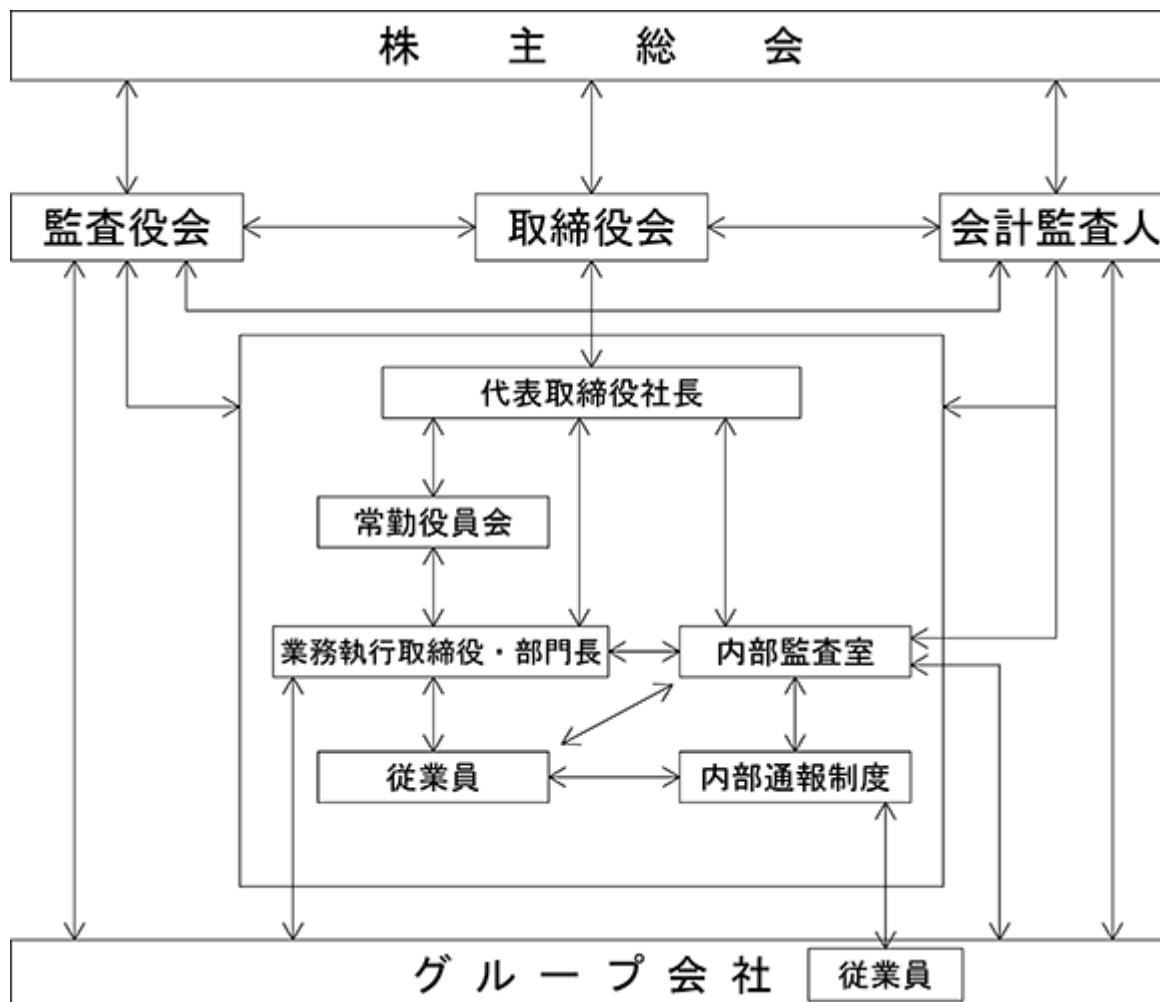 株主総会
監査役会
取締役会
会計監査人
代表取締役社長
常勤役員会
業務執行取締役・部門長
内部監査室
従業員
内部通報制度
グループ会社
従業員